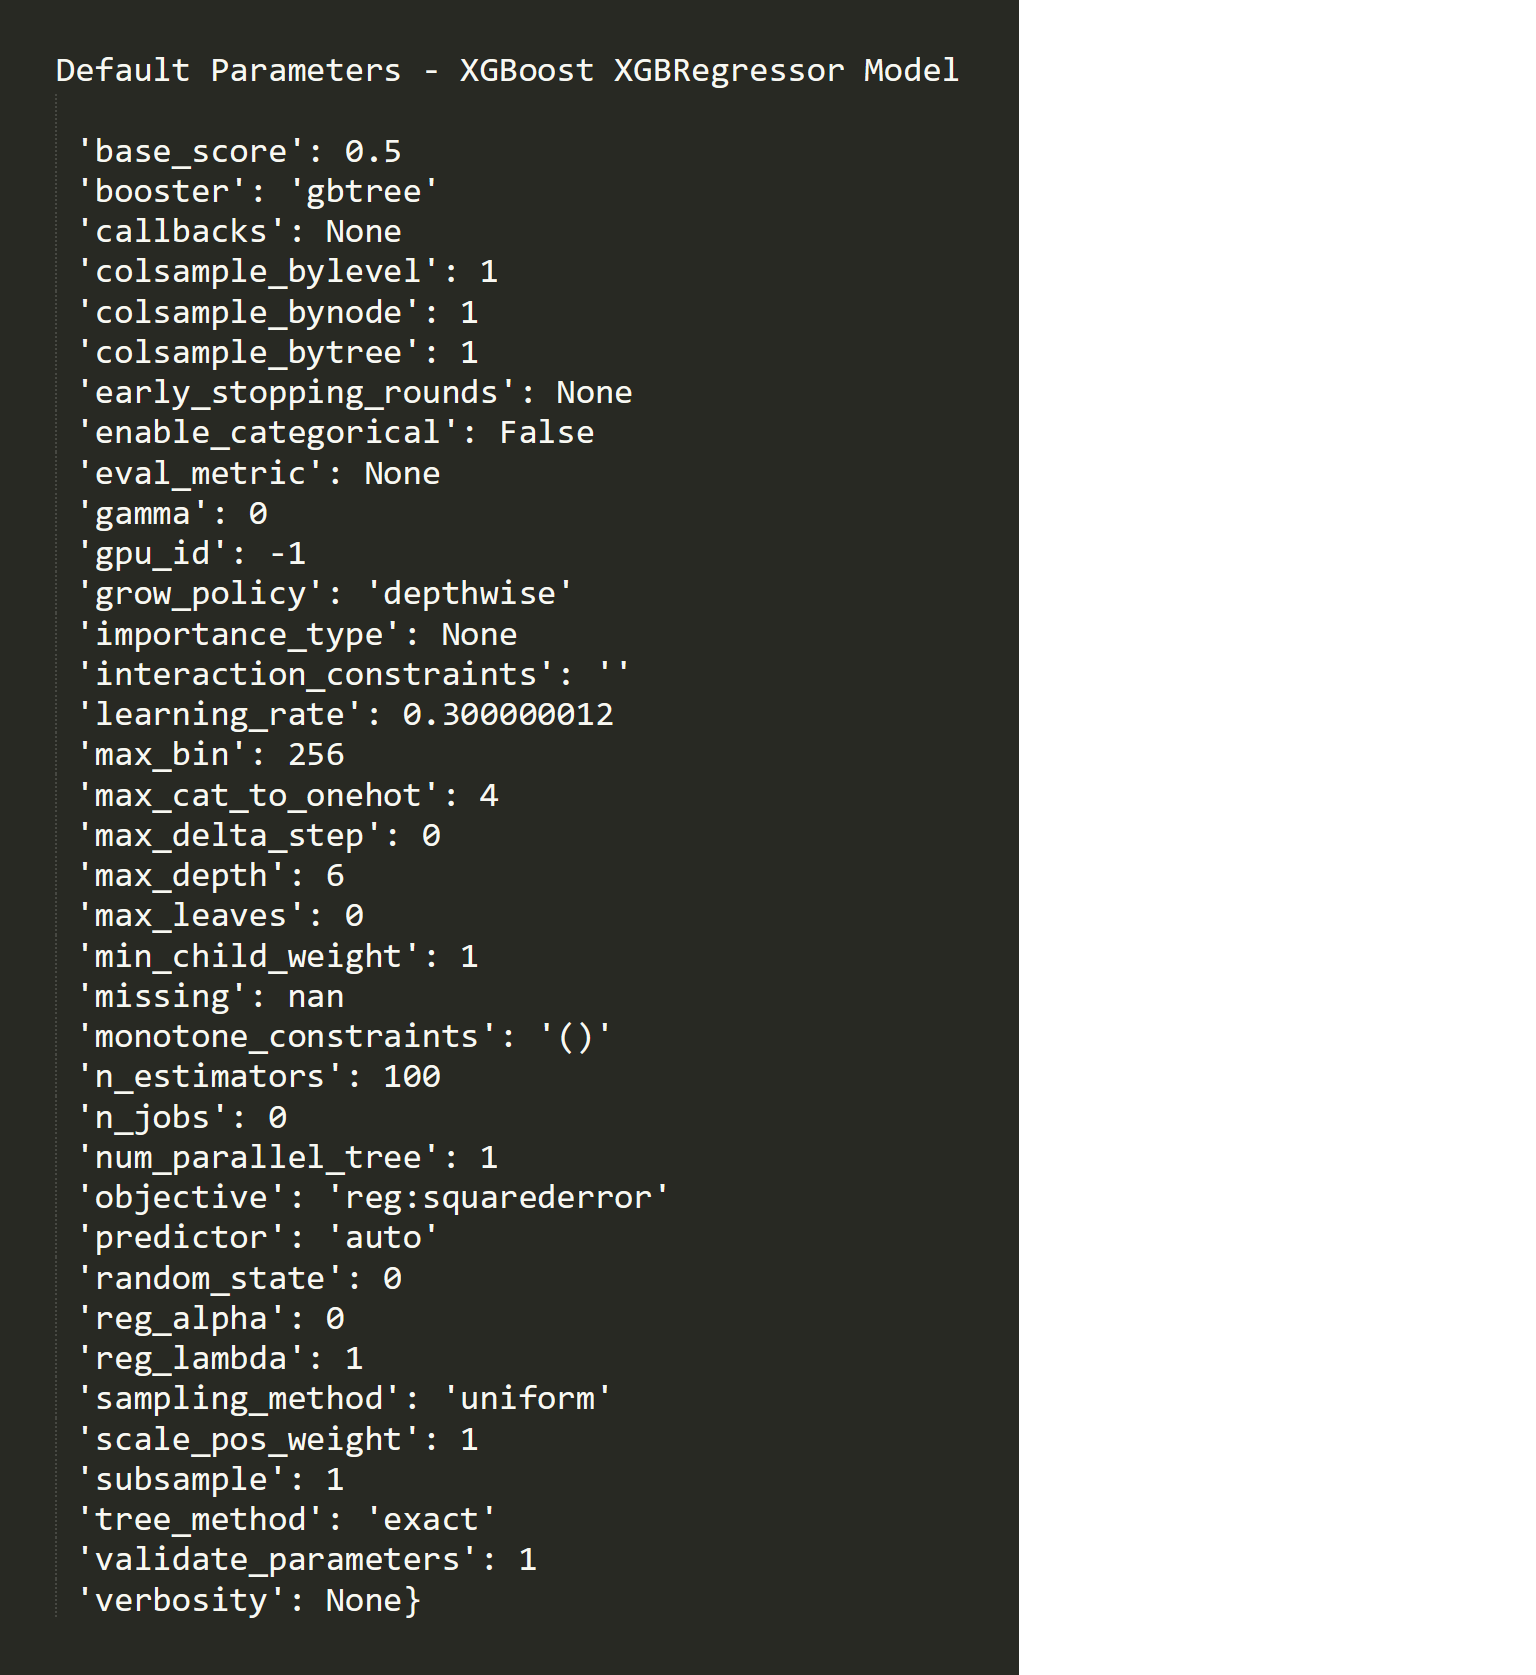 Default Parameters - XGBoost XGBRegressor Model
'base_score': 0.5
'booster': 'gbtree'
'callbacks': None
'colsample_bylevel': 1
'colsample_bynode': 1
'colsample_bytree': 1
'early_stopping_rounds': None
'enable_categorical': False
'eval_metric': None
'gamma': 0
'gpu_id': -1
'grow_policy': 'depthwise'
'importance_type': None
'interaction_constraints': ''
'learning_rate': 0.300000012
'max_bin': 256
'max_cat_to_onehot': 4
'max_delta_step': 0
'max_depth': 6
'max_leaves': 0
'min_child_weight': 1
'missing': nan
'monotone_constraints': '()'
'n_estimators': 100
'n_jobs': 0
'num_parallel_tree': 1
'objective': 'reg:squarederror'
'predictor': 'auto'
'random_state': 0
'reg_alpha': 0
'reg_lambda': 1
'sampling_method': 'uniform'
'scale_pos_weight': 1
'subsample': 1
'tree_method': 'exact'
'validate_parameters': 1
'verbosity': None}